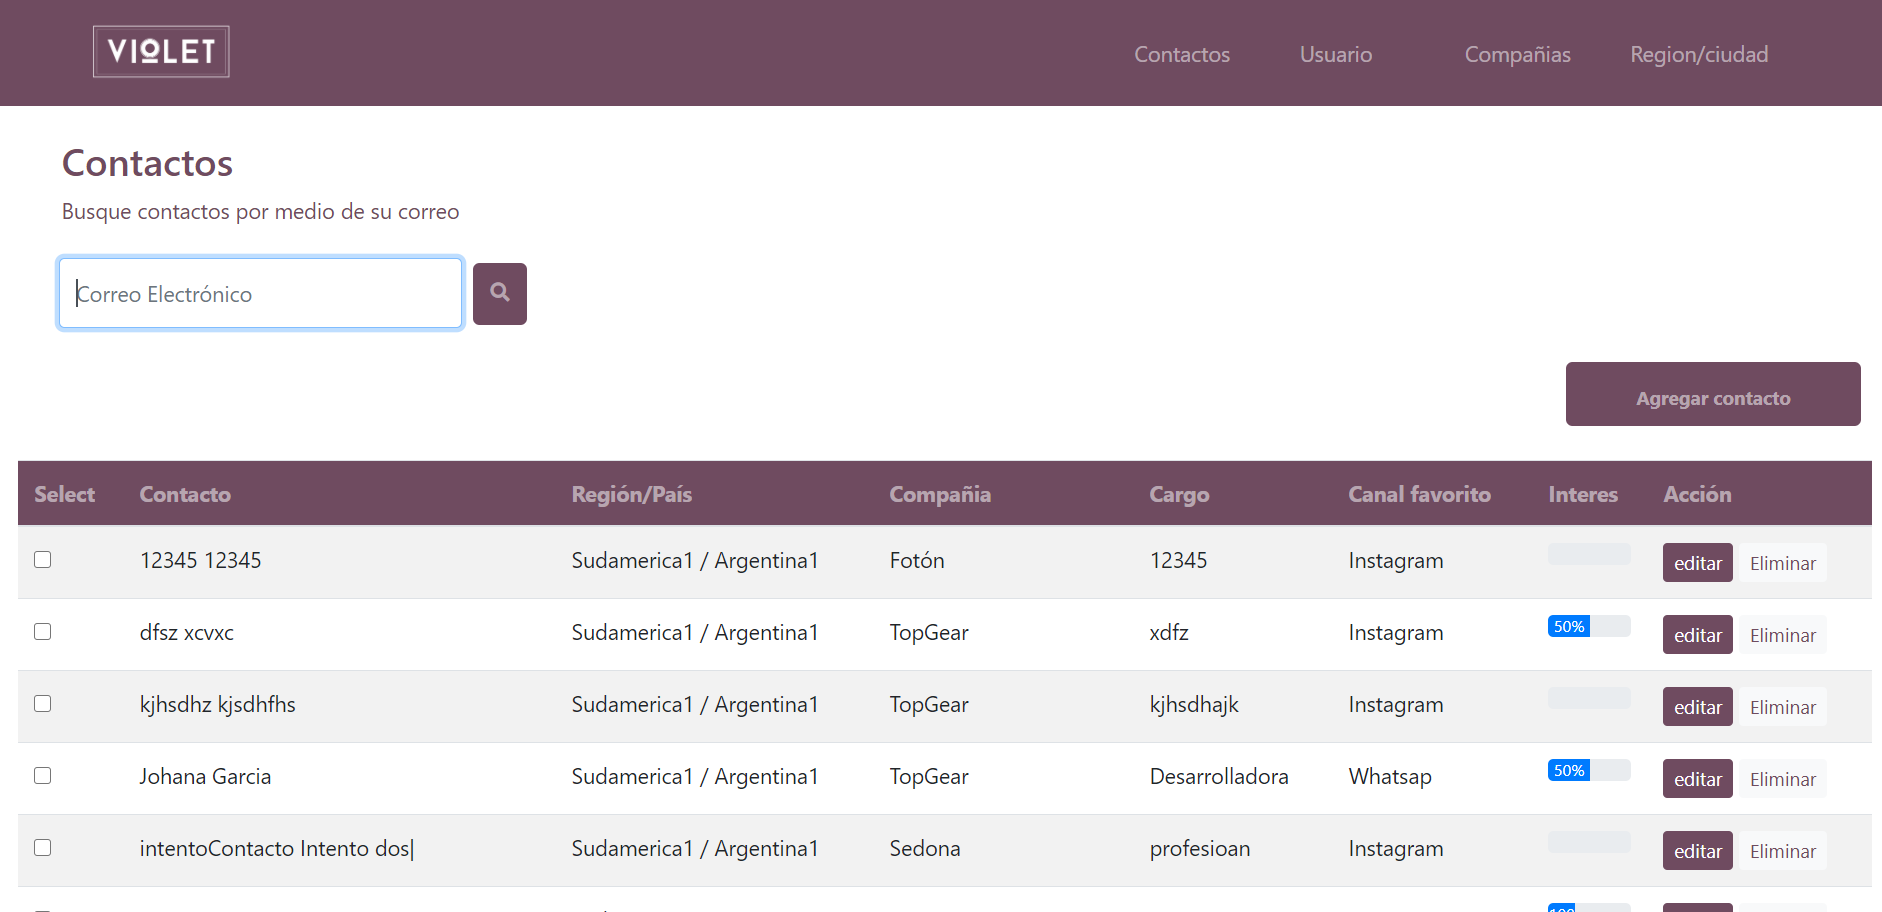 VIOLET
Contactos Usuario Compañias Region/ciudad
Contactos
Busque contactos por medio de su correo
Correo Electrónico
Agregar contacto
Select Contacto Región/País Compañia Cargo Canal favorito Interes Acción
12345 12345 Sudamerica1 / Argentina1 Fotón 12345 Instagram editar Eliminar
dfsz xcvxc Sudamerica1 / Argentina1 TopGear xdfz Instagram 50% editar Eliminar
kjhsdhz kjsdhfhs Sudamerica1 / Argentina1 TopGear kjhsdhajk Instagram editar Eliminar
Johana Garcia Sudamerica1 / Argentina1 TopGear Desarrolladora Whatsap 50% editar Eliminar
intentoContacto Intento dos| Sudamerica1 / Argentina1 Sedona profesioan Instagram editar Eliminar